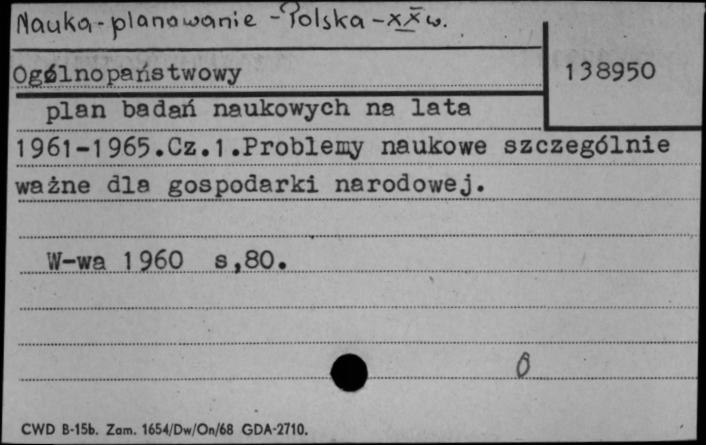 Nauka-planowanie-Polska-XX w.
Ogólnopaństwowy
138950
plan badań naukowych na lata
1961-1965.Cz.1.Problemy naukowe szczególnie
ważne dla gospodarki narodowej.
W-wa 1960 s,80.
CWD B-15b. Zam. 1654/Dw/On/68 GDA-2710.